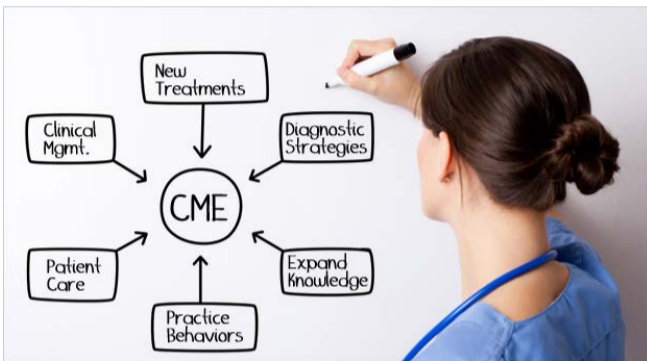 New
Treatments
Clinical
Mgmt.
Diagnostic
Strategies
CME
Patient
Care
Expand
Knowledge
Practice
Behaviors